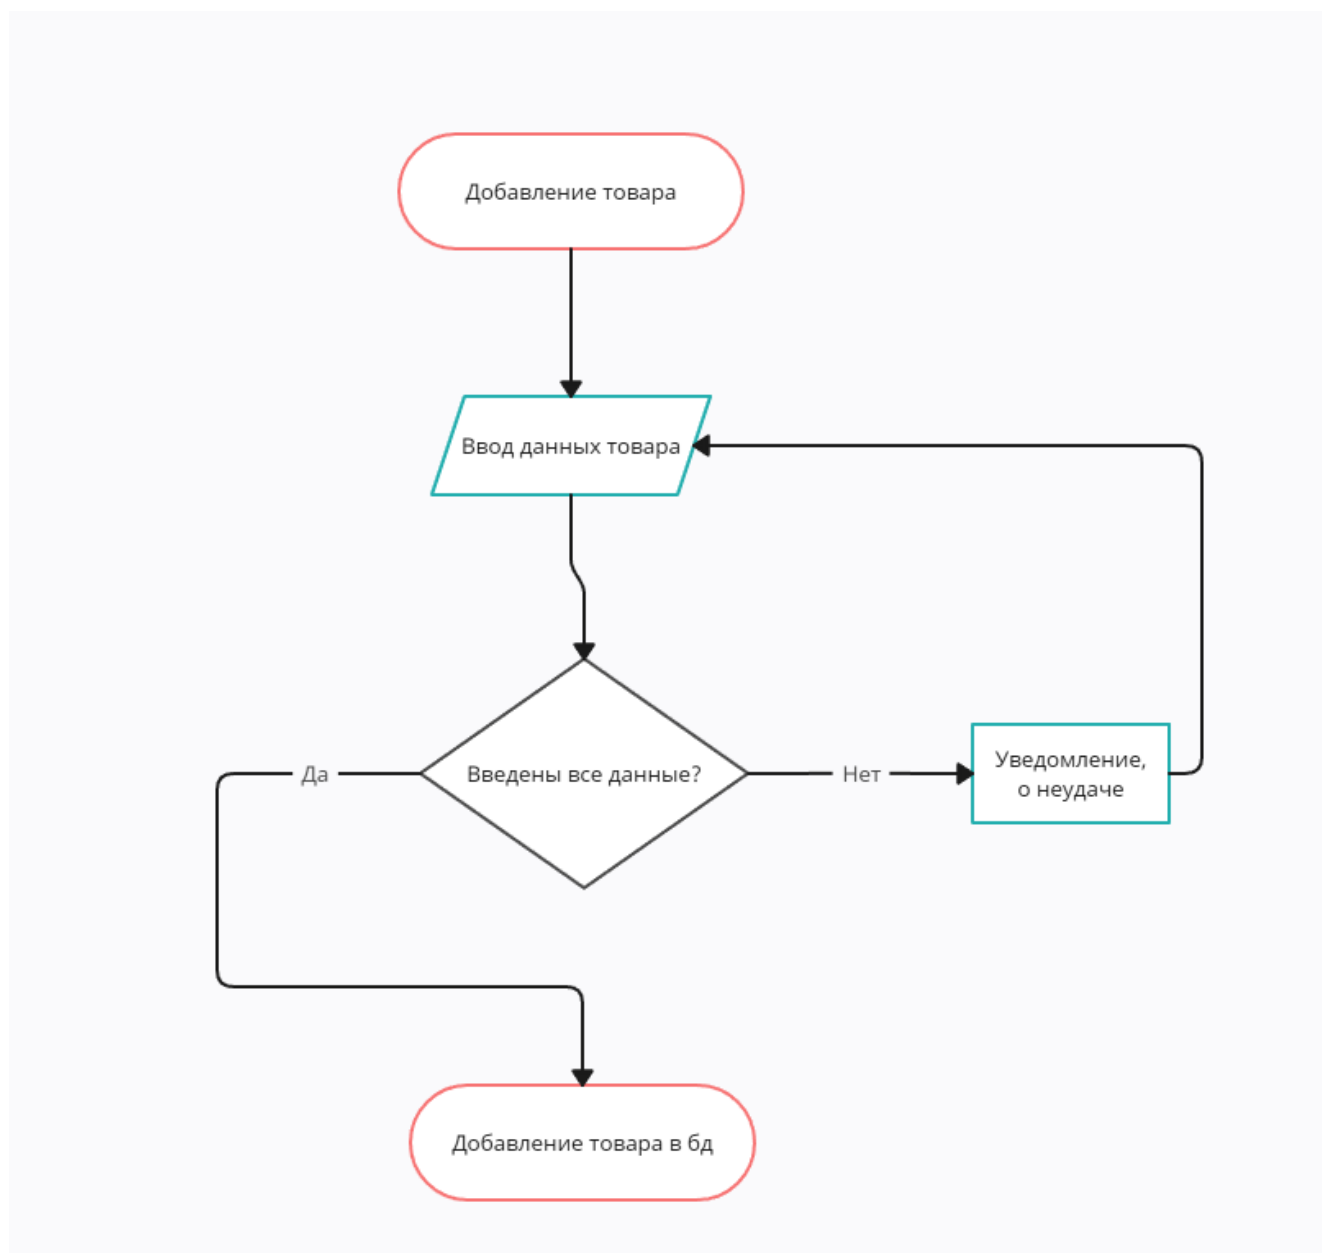 Добавление товара
Ввод данных товара
Введены все данные?
Да
Нет
Уведомление,
о неудаче
Добавление товара в бд